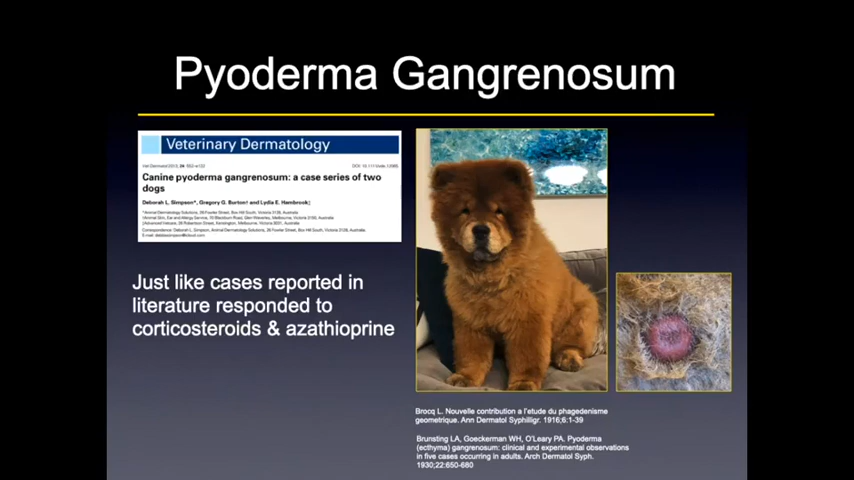 Pyoderma Gangrenosum
Veterinary Dermatology
Canine pyoderma gangrenosum: a case series of two
dogs
Deborah L. Simpson*, Gregory G. Burton† and Lydia E. Hambrook‡
Just like cases reported in
literature responded to
corticosteroids & azathioprine
Brocq L. Nouvelle contribution a l'etude du phagedenisme
geometrique. Ann Dermatol Syphiligr. 1916;6:1-39
Brunsting LA, Goeckerman WH, O'Leary PA. Pyoderma
(ecthyma) gangrenosum: clinical and experimental observations
in five cases occurring in adults. Arch Dermatol Syph.
1930;22:650-680